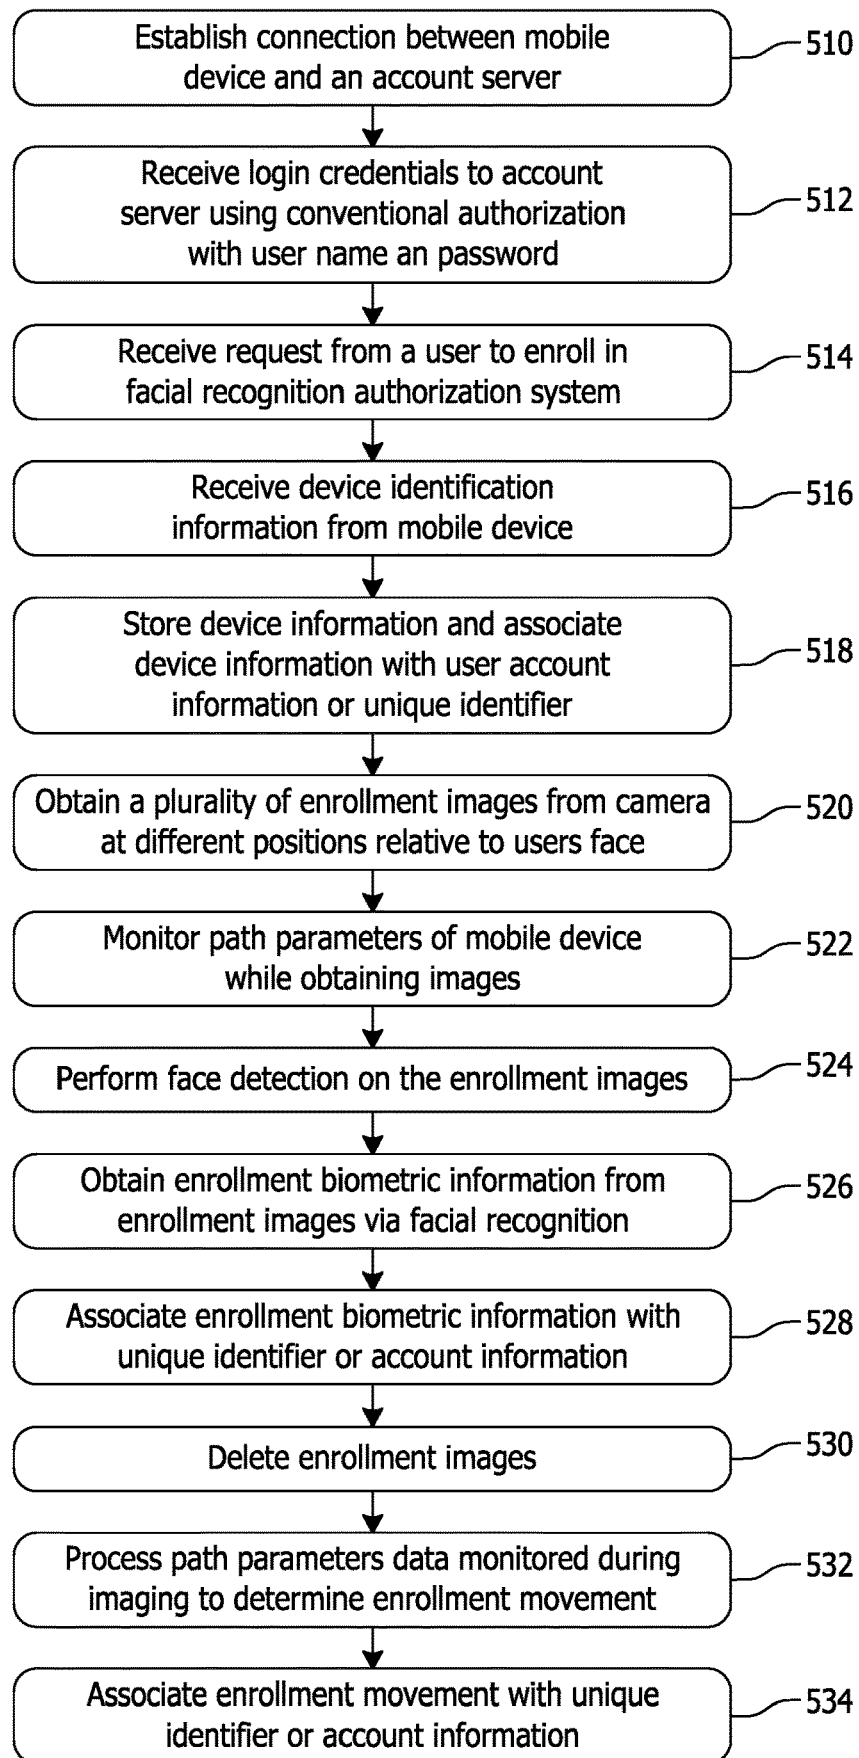 Establish connection between mobile
device and an account server
510
Receive login credentials to account
server using conventional authorization
with user name an password
512
Receive request from a user to enroll in
facial recognition authorization system
514
Receive device identification
information from mobile device
516
Store device information and associate
device information with user account
information or unique identifier
518
Obtain a plurality of enrollment images from camera
at different positions relative to users face
520
Monitor path parameters of mobile device
while obtaining images
522
Perform face detection on the enrollment images
524
Obtain enrollment biometric information from
enrollment images via facial recognition
526
Associate enrollment biometric information with
unique identifier or account information
528
Delete enrollment images
530
Process path parameters data monitored during
imaging to determine enrollment movement
532
Associate enrollment movement with unique
identifier or account information
534